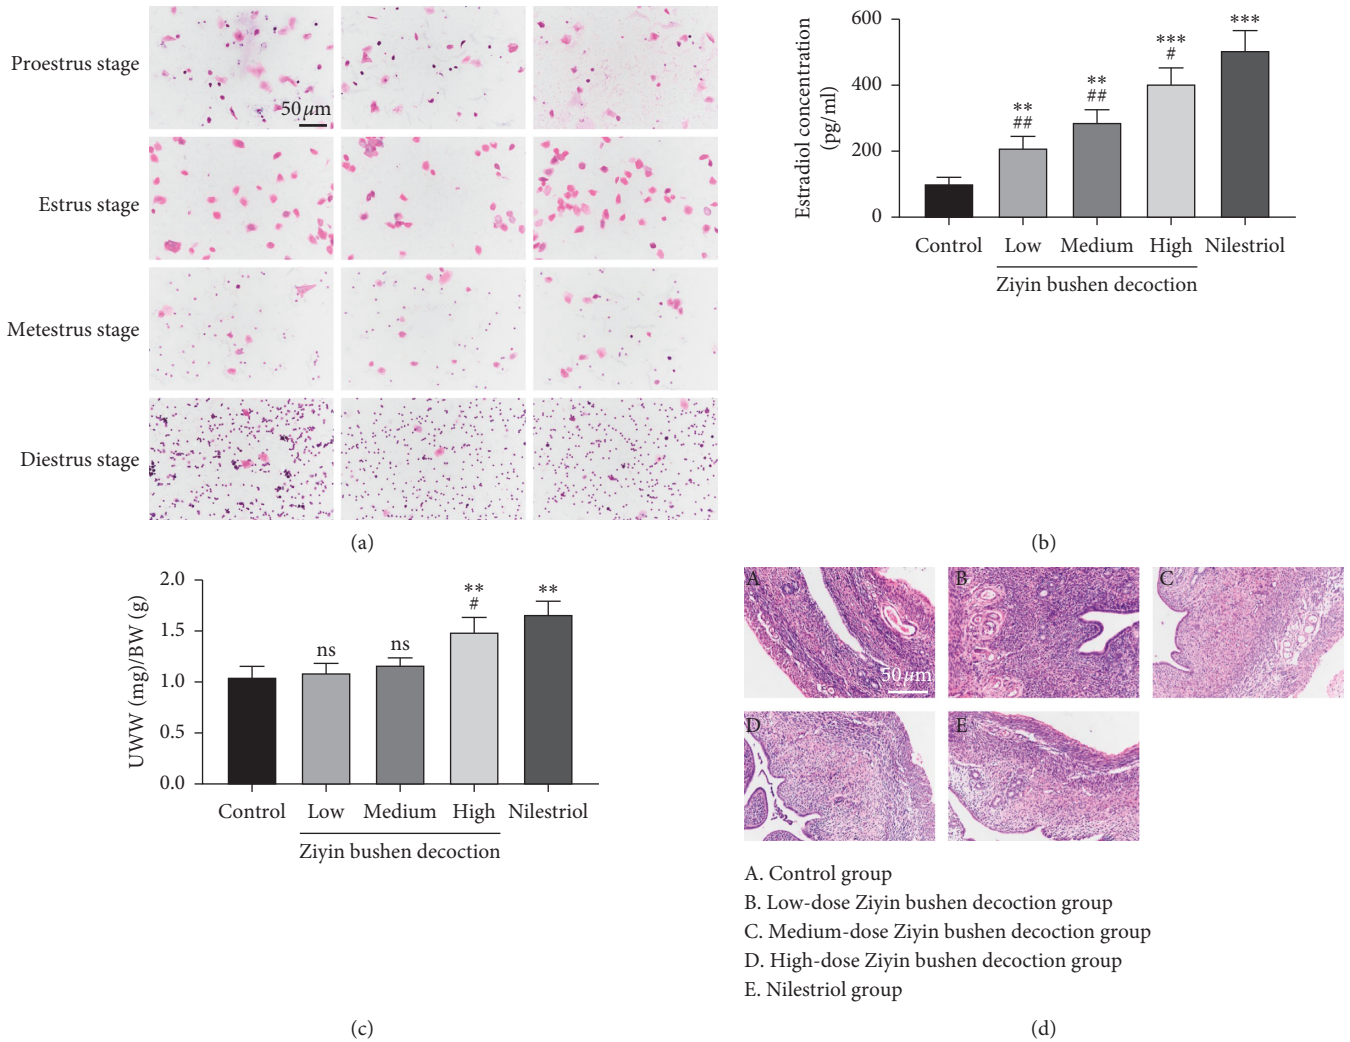 Proestrus stage
50 μm
Estrus stage
Metestrus stage
Diestrus stage
(a)
Estradiol concentration
(pg/ml)
600
400
200
0
**
##
**
##
***
#
***
Control
Low
Medium
High
Nilestriol
Ziyin bushen decoction
(b)
UWW (mg)/BW (g)
2.0
1.5
1.0
0.5
0.0
ns
ns
**
#
**
Control
Low
Medium
High
Nilestriol
Ziyin bushen decoction
(c)
A
50 μm
B
C
D
E
A. Control group
B. Low-dose Ziyin bushen decoction group
C. Medium-dose Ziyin bushen decoction group
D. High-dose Ziyin bushen decoction group
E. Nilestriol group
(d)